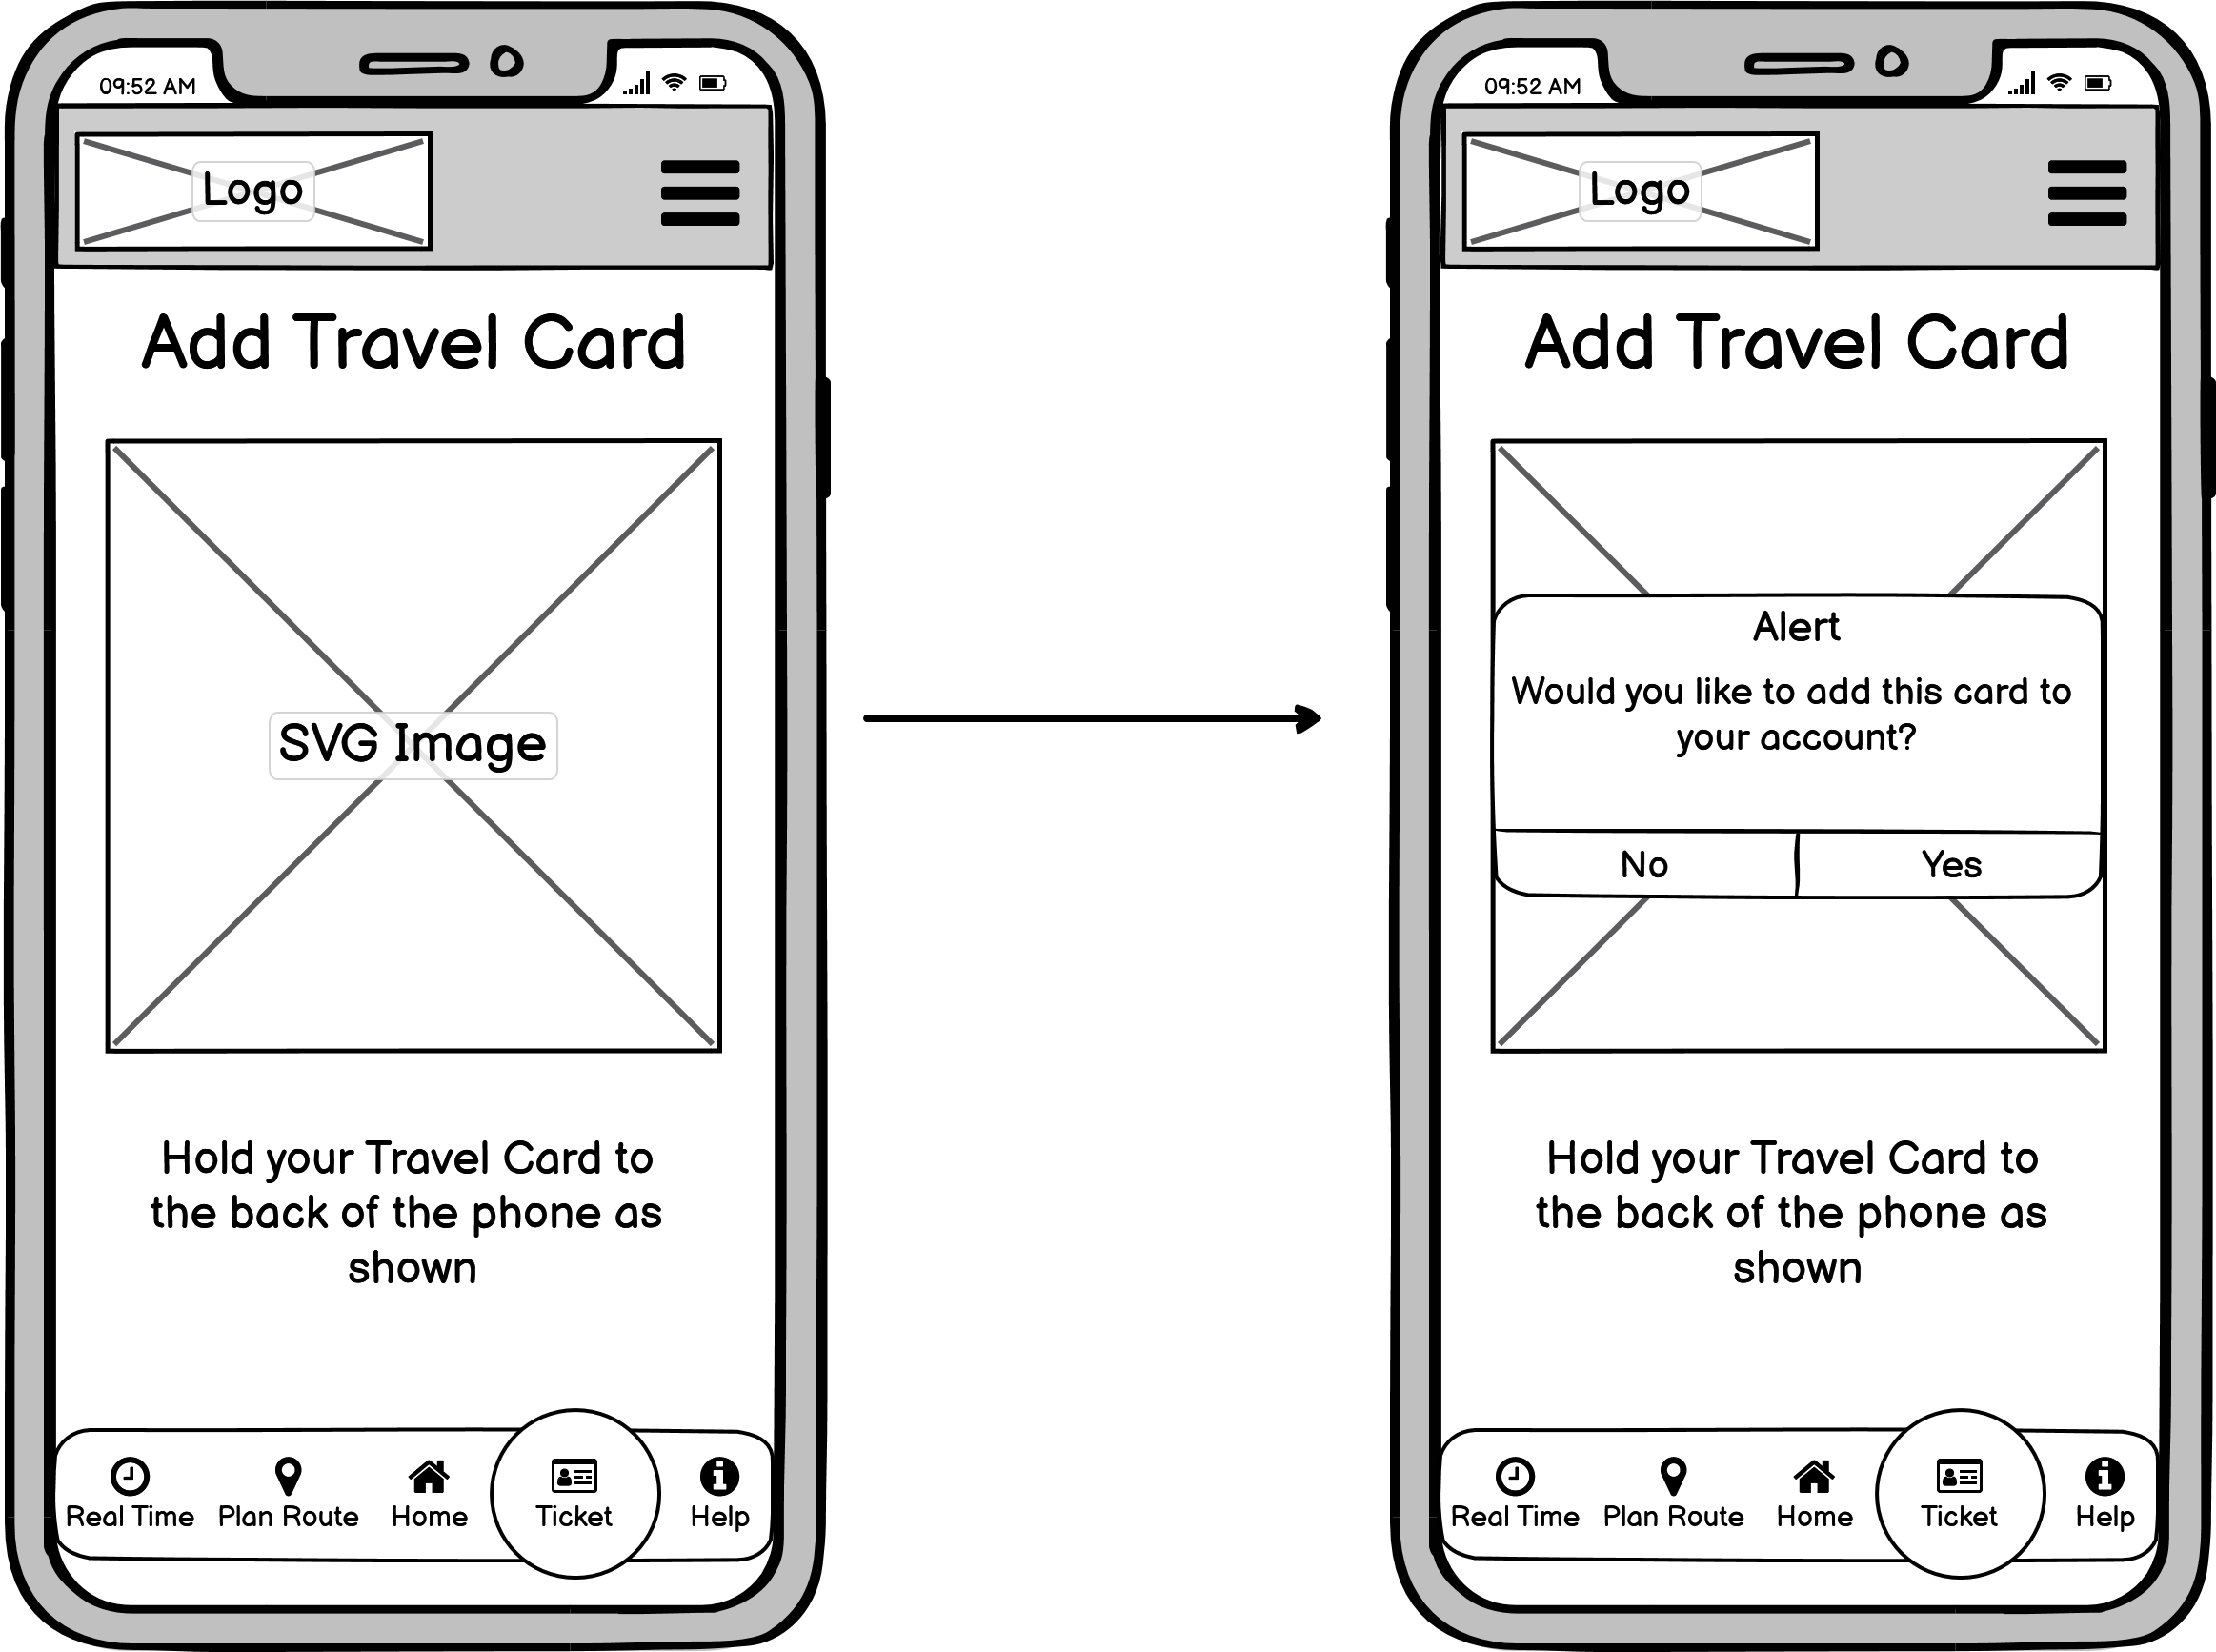 09:52 AM
Logo
Add Travel Card
SVG Image
Hold your Travel Card to
the back of the phone as
shown
Real Time
Plan Route
Home
Ticket
Help
09:52 AM
Logo
Add Travel Card
Alert
Would you like to add this card to
your account?
No
Yes
Hold your Travel Card to
the back of the phone as
shown
Real Time
Plan Route
Home
Ticket
Help